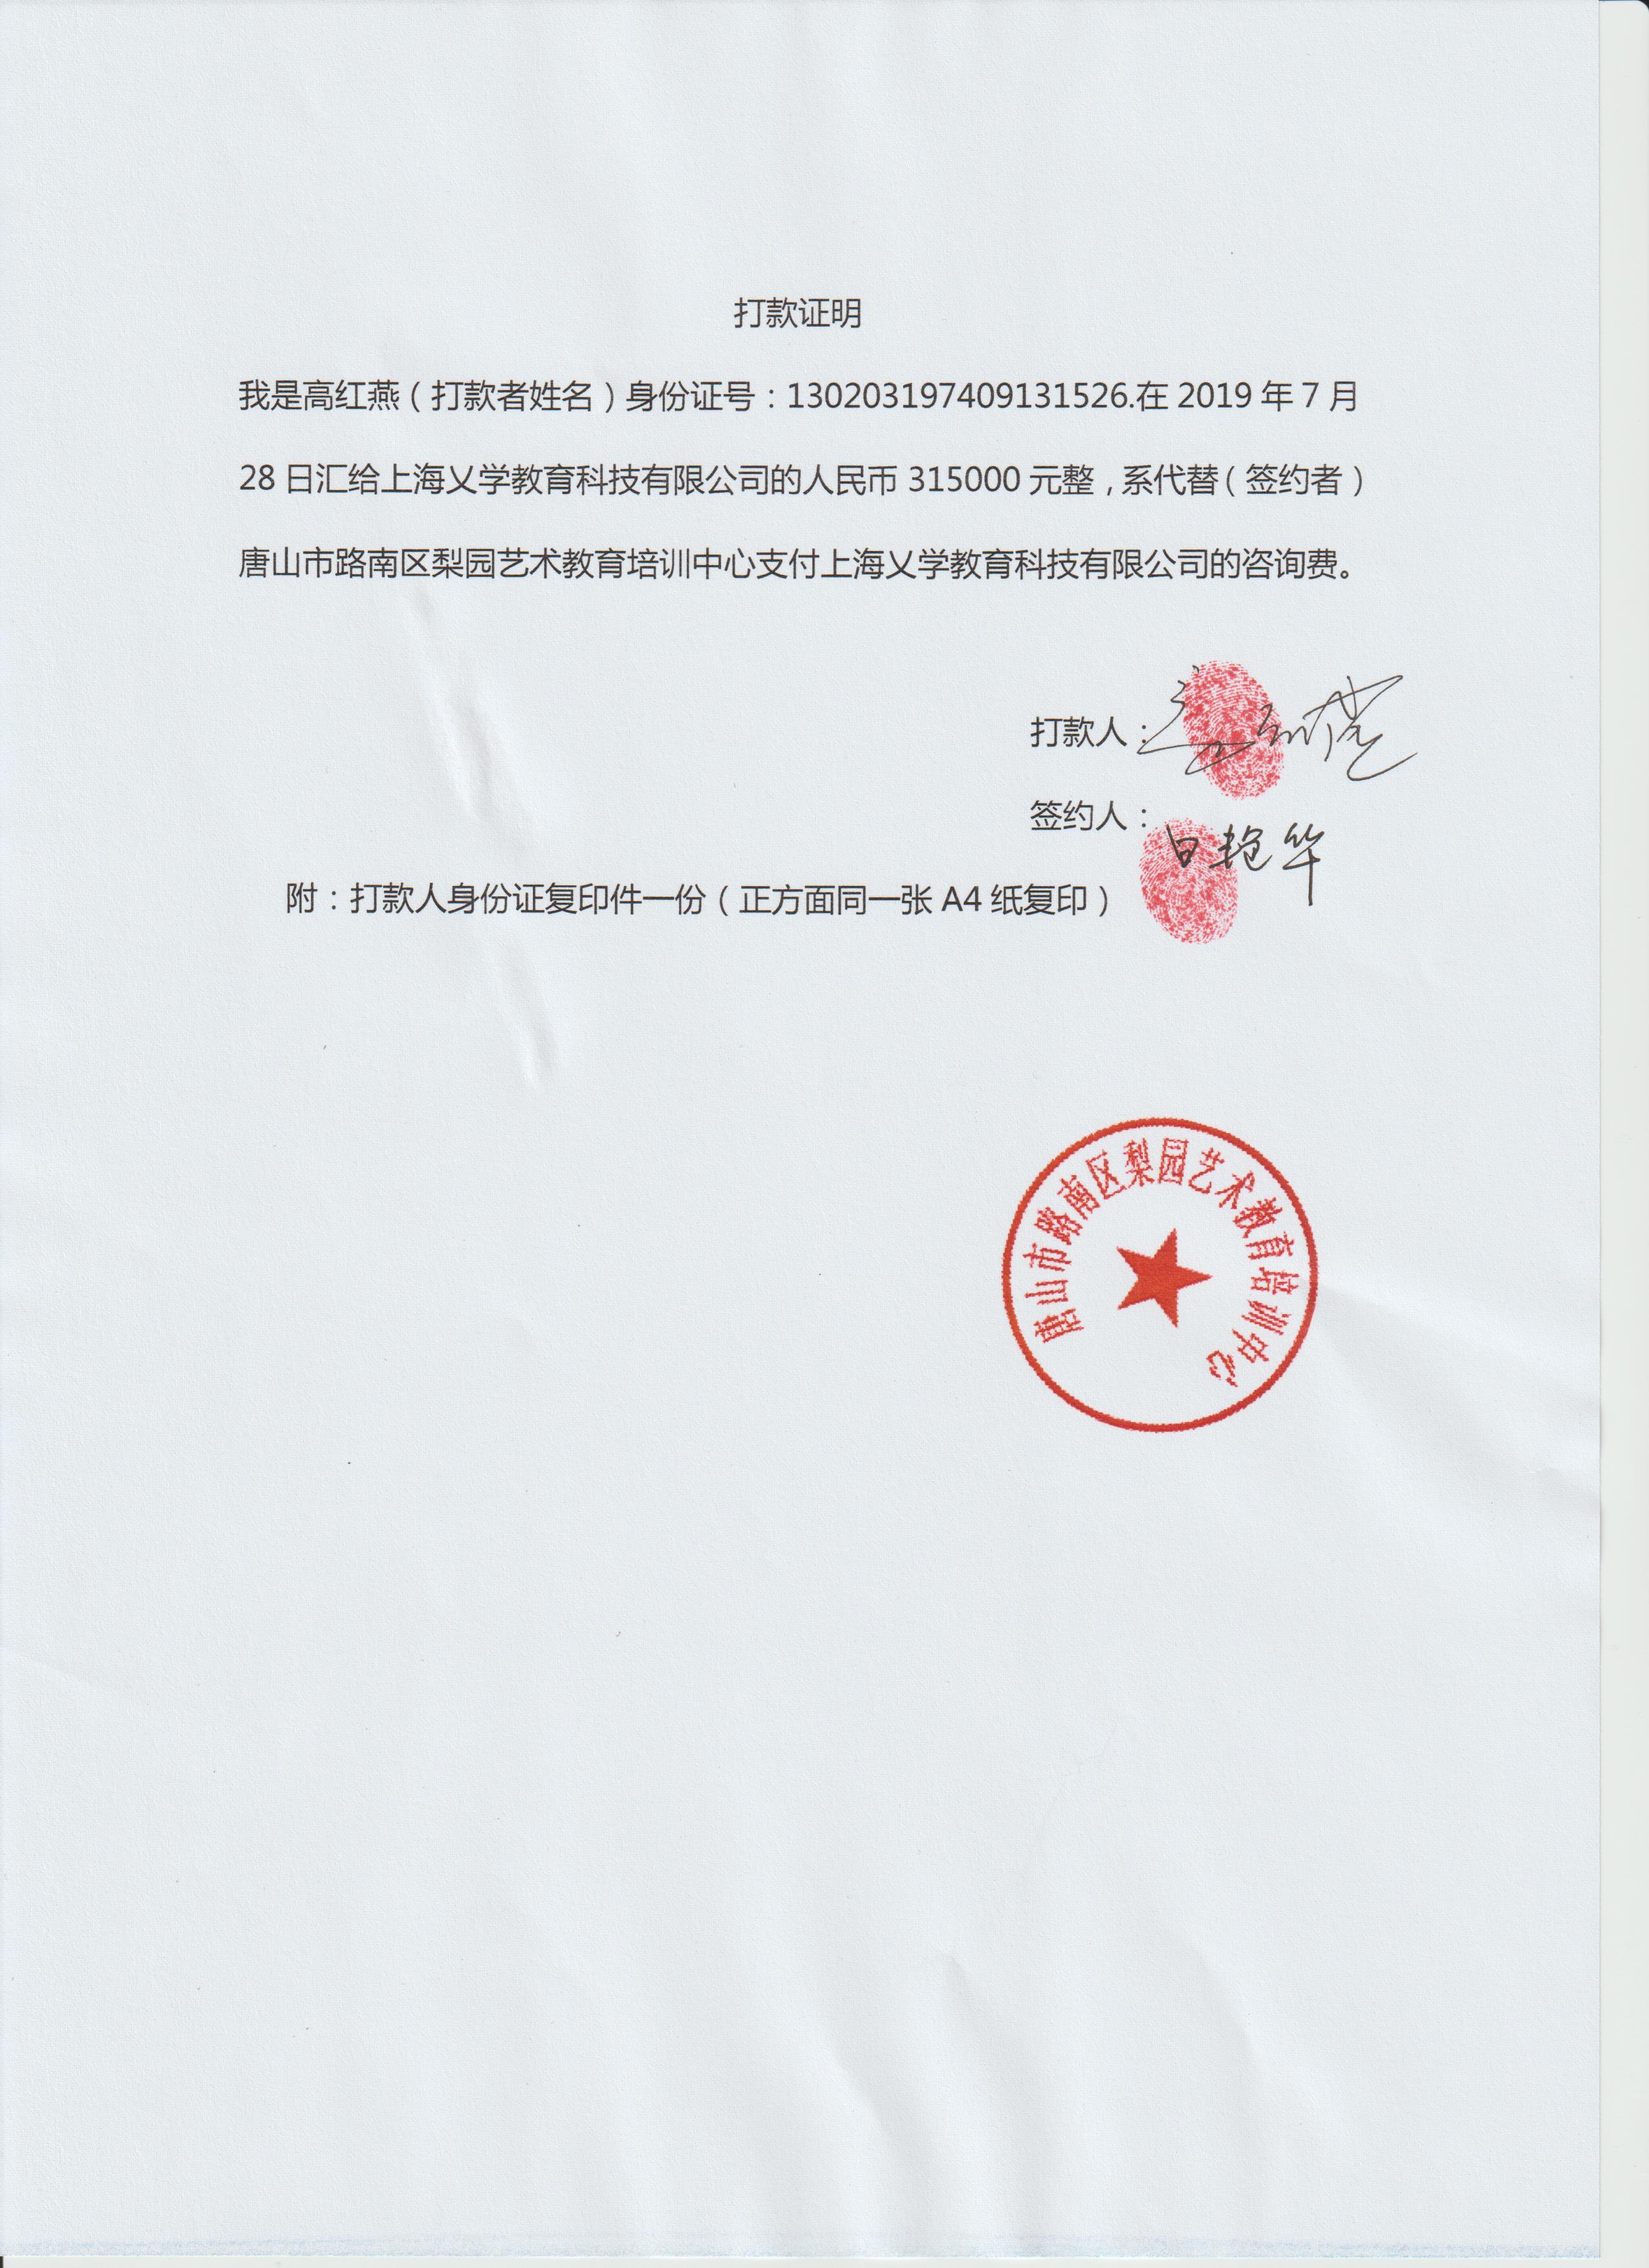 打款证明
我是高红燕（打款者姓名）身份证号：130203197409131526.在 2019 年 7 月
28 日汇给上海乂学教育科技有限公司的人民币 315000 元整，系代替（签约者）
唐山市路南区梨园艺术教育培训中心支付上海乂学教育科技有限公司的咨询费。
打款人：高红燕
签约人：白艳华
附：打款人身份证复印件一份（正方面同一张 A4 纸复印）
唐山市路南区梨园艺术教育培训中心